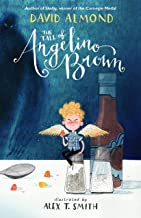 Author of Skellig, winner of the Carnegie Medal
DAVID ALMOND
THE
TALE of
Angelino
Brown
illustrated by
ALEX T. SMITH